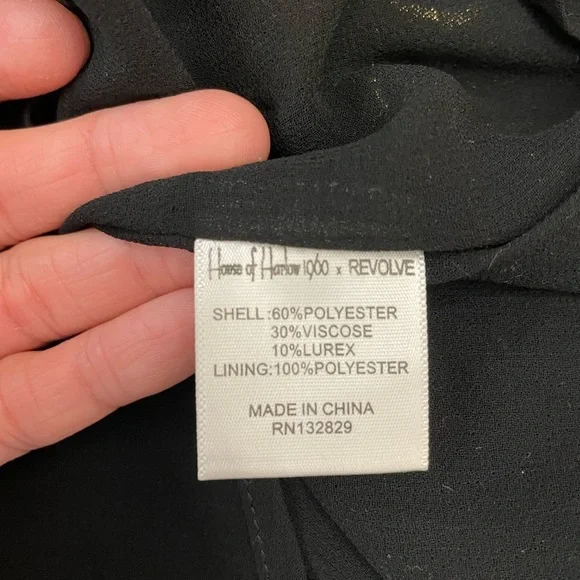 House of Harlow 1960 x REVOLVE
SHELL:60%POLYESTER
30%VISCOSE
10%LUREX
LINING:100%POLYESTER
MADE IN CHINA
RN132829